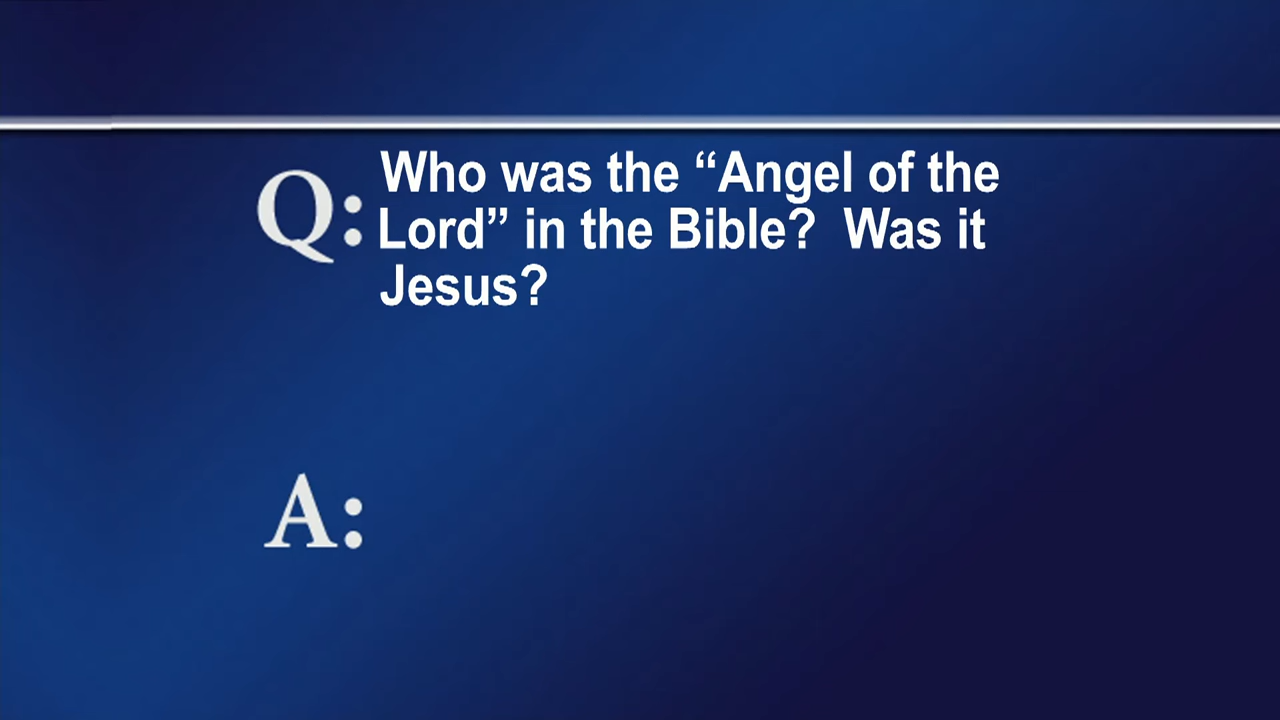 Q: Who was the “Angel of the
Lord” in the Bible?  Was it
Jesus?
A: